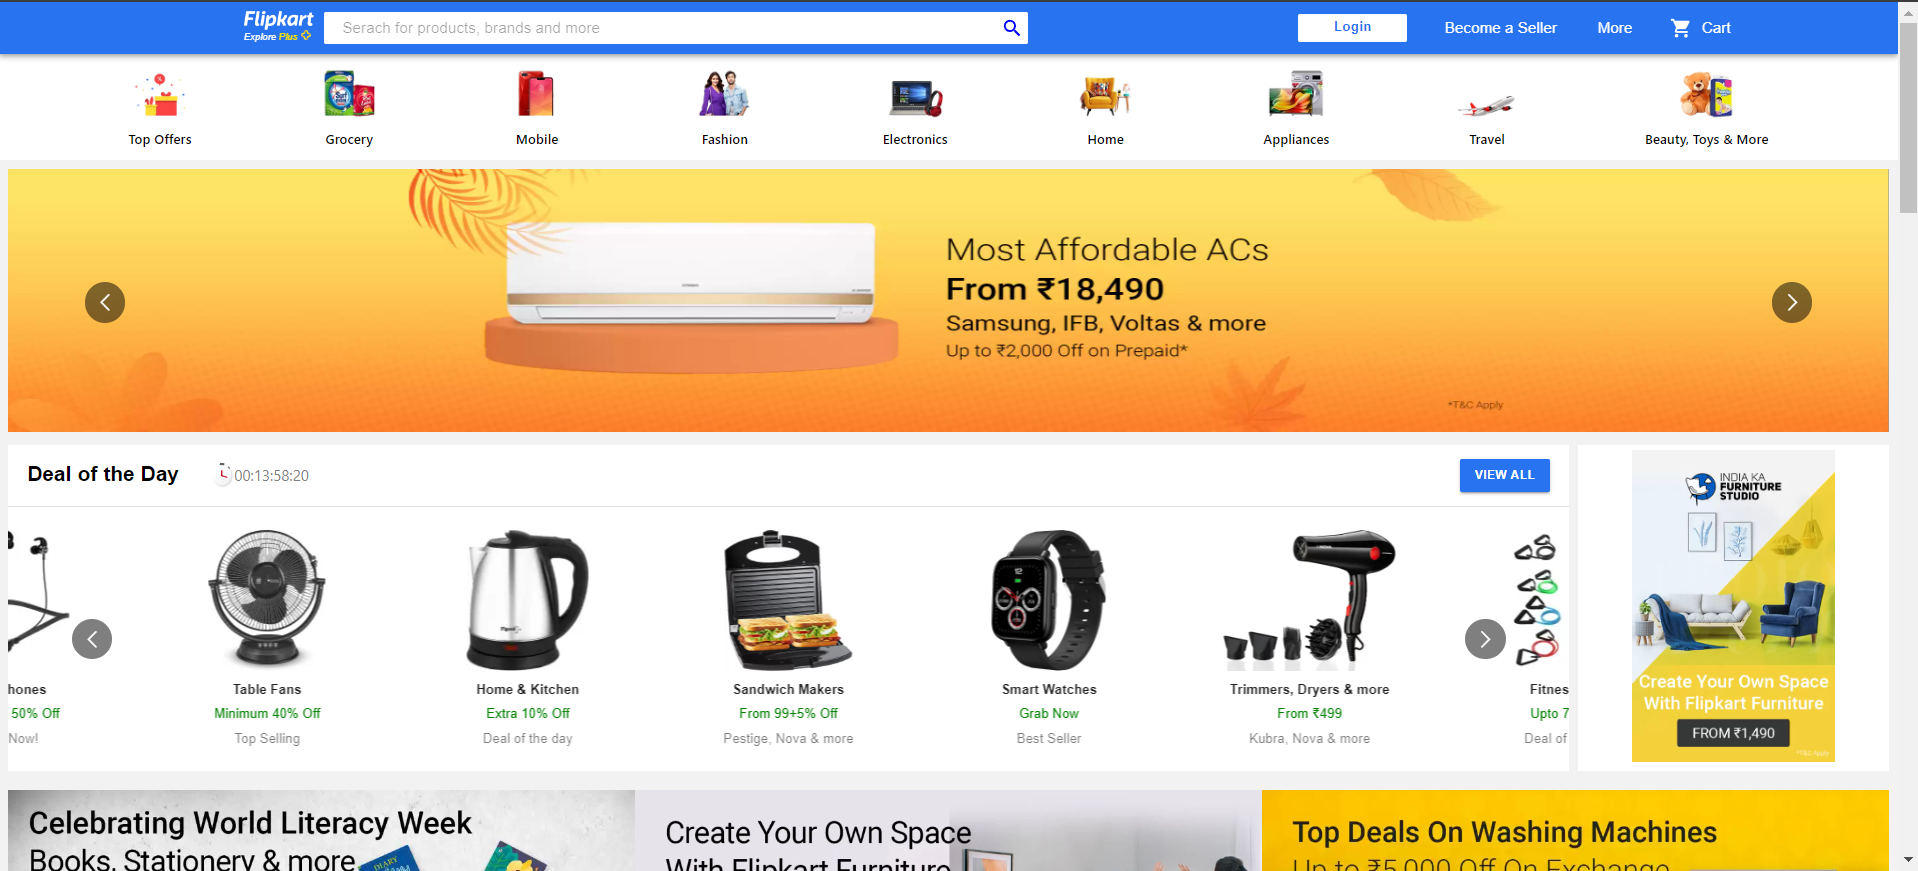 Flipkart
Explore Plus
Serach for products, brands and more
Login
Become a Seller
More
Cart
Top Offers
Grocery
Mobile
Fashion
Electronics
Home
Appliances
Travel
Beauty, Toys & More
Most Affordable ACs
From ₹18,490
Samsung, IFB, Voltas & more
Up to ₹2,000 Off on Prepaid*
*T&C Apply
Deal of the Day
00:13:58:20
VIEW ALL
hones
50% Off
Now!
Table Fans
Minimum 40% Off
Top Selling
Home & Kitchen
Extra 10% Off
Deal of the day
Sandwich Makers
From 99+5% Off
Pestige, Nova & more
Smart Watches
Grab Now
Best Seller
Trimmers, Dryers & more
From ₹499
Kubra, Nova & more
Fitnes
Upto 7
Deal of
INDIA KA
FURNITURE
STUDIO
Create Your Own Space
With Flipkart Furniture
FROM ₹1,490
*T&C Apply
Celebrating World Literacy Week
Books, Stationery & more
DIARY
Create Your Own Space
With Flipkart Furniture
Top Deals On Washing Machines
Up to ₹5,000 Off On Exchange